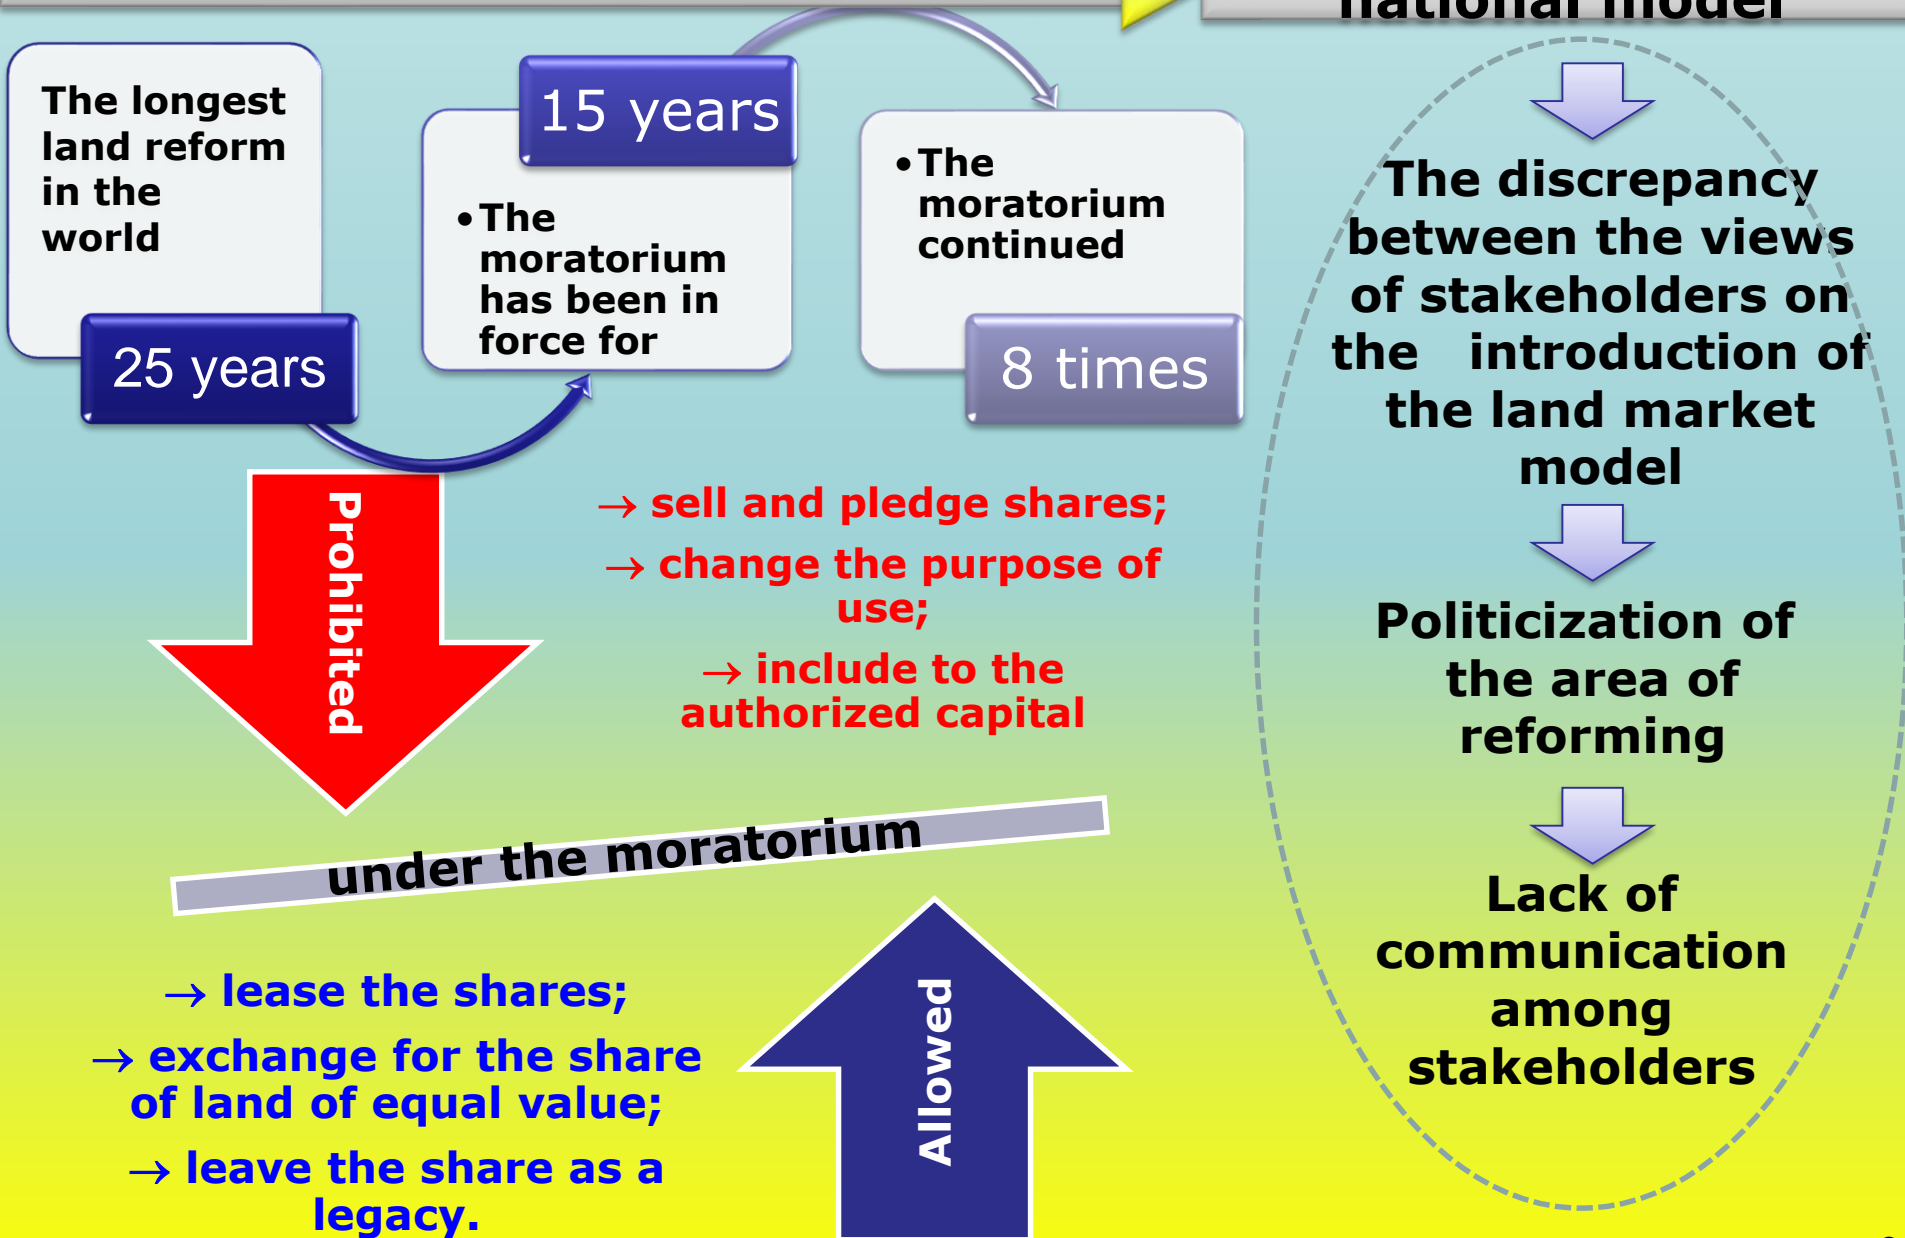 national model
The longest
land reform
in the
world
25 years
15 years
•The
moratorium
has been in
force for
•The
moratorium
continued
8 times
Prohibited
→ sell and pledge shares;
→ change the purpose of
use;
→ include to the
authorized capital
under the moratorium
→ lease the shares;
→ exchange for the share
of land of equal value;
→ leave the share as a
legacy.
Allowed
The discrepancy
between the views
of stakeholders on
the introduction of
the land market
model
Politicization of
the area of
reforming
Lack of
communication
among
stakeholders